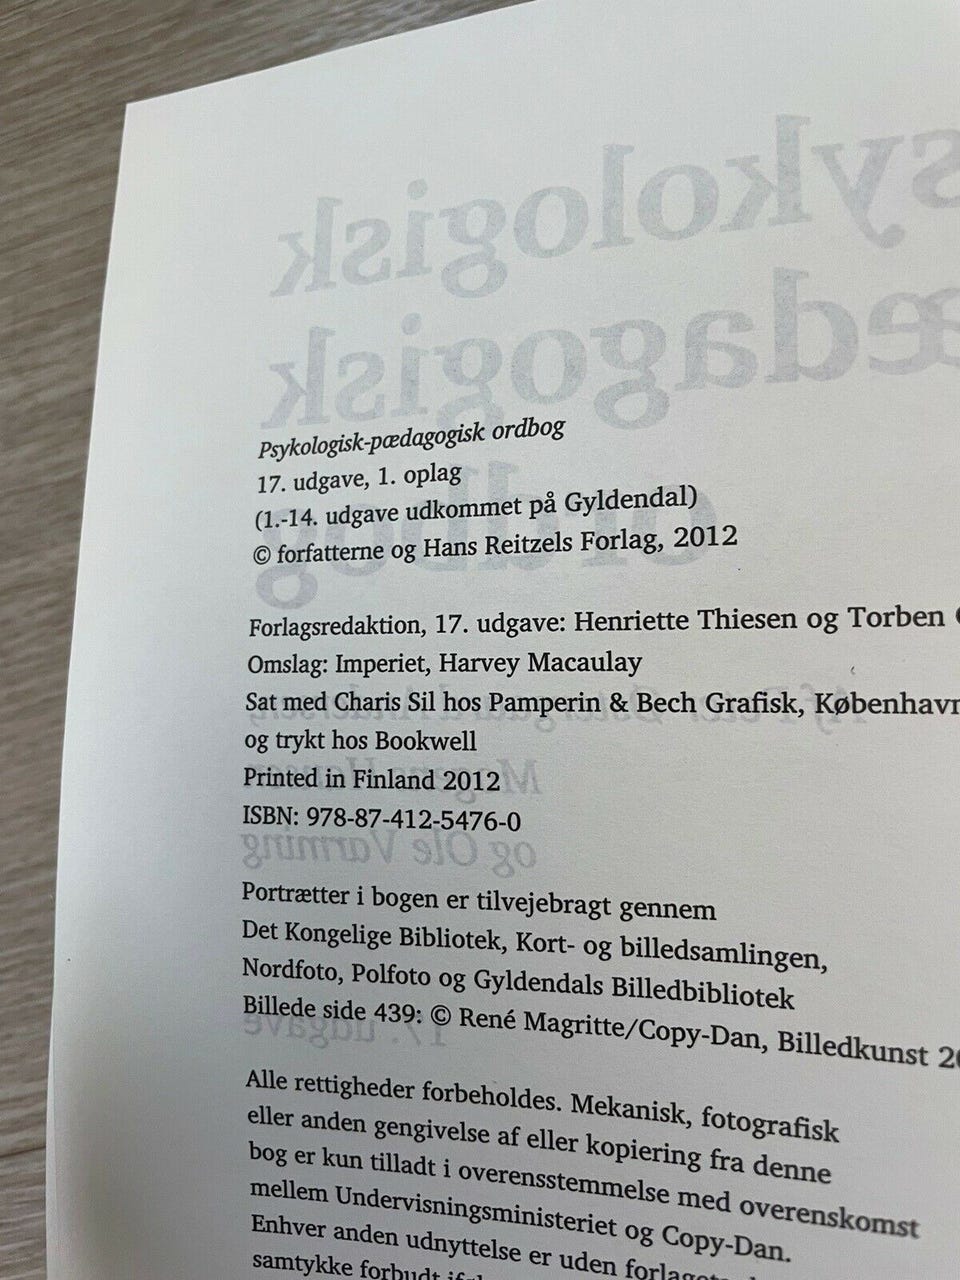 Psykologisk-pædagogisk ordbog
17. udgave, 1. oplag
(1.-14. udgave udkommet på Gyldendal)
© forfatterne og Hans Reitzels Forlag, 2012
Forlagsredaktion, 17. udgave: Henriette Thiesen og Torben
Omslag: Imperiet, Harvey Macaulay
Sat med Charis Sil hos Pamperin & Bech Grafisk, København
og trykt hos Bookwell
Printed in Finland 2012
ISBN: 978-87-412-5476-0
Portrætter i bogen er tilvejebragt gennem
Det Kongelige Bibliotek, Kort- og billedsamlingen,
Nordfoto, Polfoto og Gyldendals Billedbibliotek
Billede side 439: © René Magritte/Copy-Dan, Billedkunst
Alle rettigheder forbeholdes. Mekanisk, fotografisk
eller anden gengivelse af eller kopiering fra denne
bog er kun tilladt i overensstemmelse med overenskomst
mellem Undervisningsministeriet og Copy-Dan.
Enhver anden udnyttelse er uden
samtykke forbudt